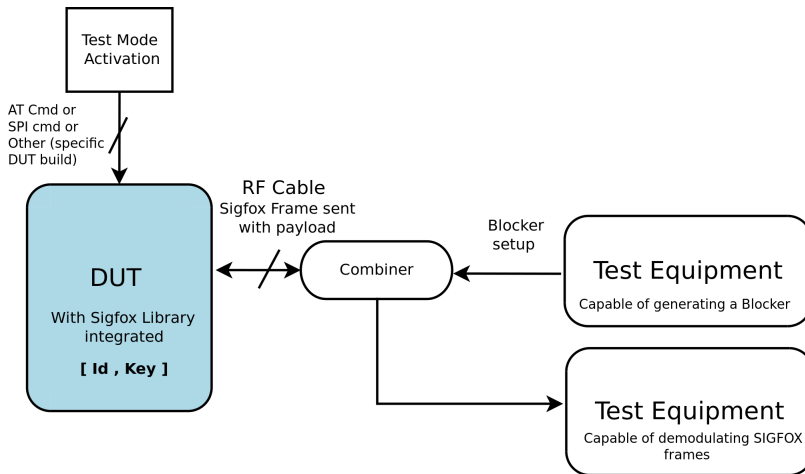 Test Mode
Activation
AT Cmd or
SPI cmd or
Other (specific
DUT build)
RF Cable
Sigfox Frame sent
with payload
DUT
With Sigfox Library
integrated
[ Id , Key ]
Combiner
Blocker
setup
Test Equipment
Capable of generating a Blocker
Test Equipment
Capable of demodulating SIGFOX
frames